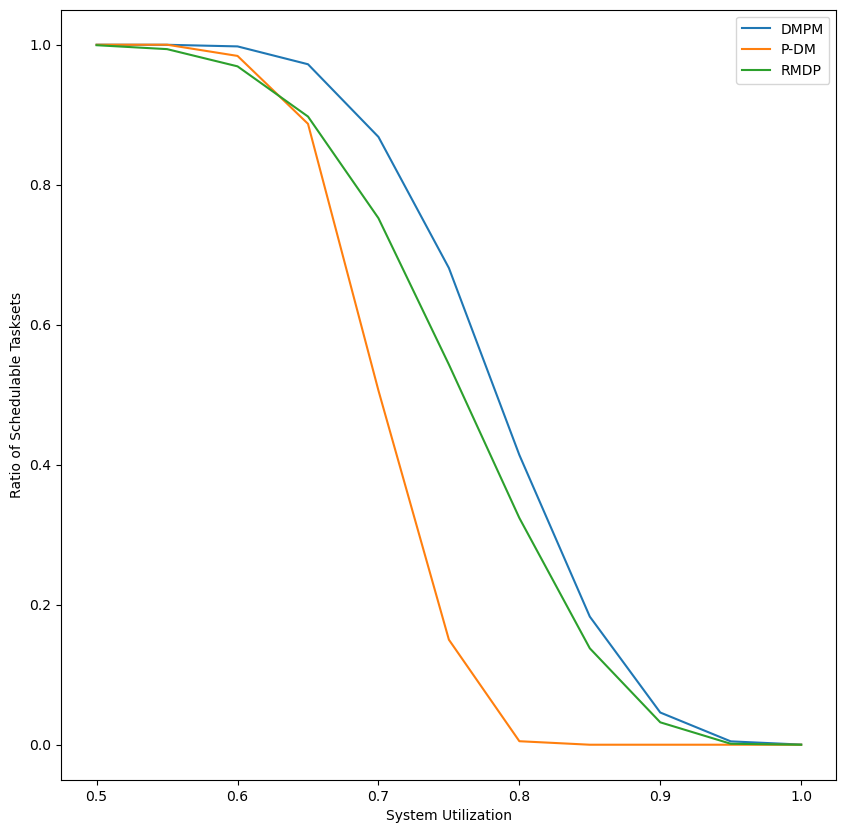 DMPM
P-DM
RMDP
Ratio of Schedulable Tasksets
1.0
0.8
0.6
0.4
0.2
0.0
0.5 0.6 0.7 0.8 0.9 1.0
System Utilization